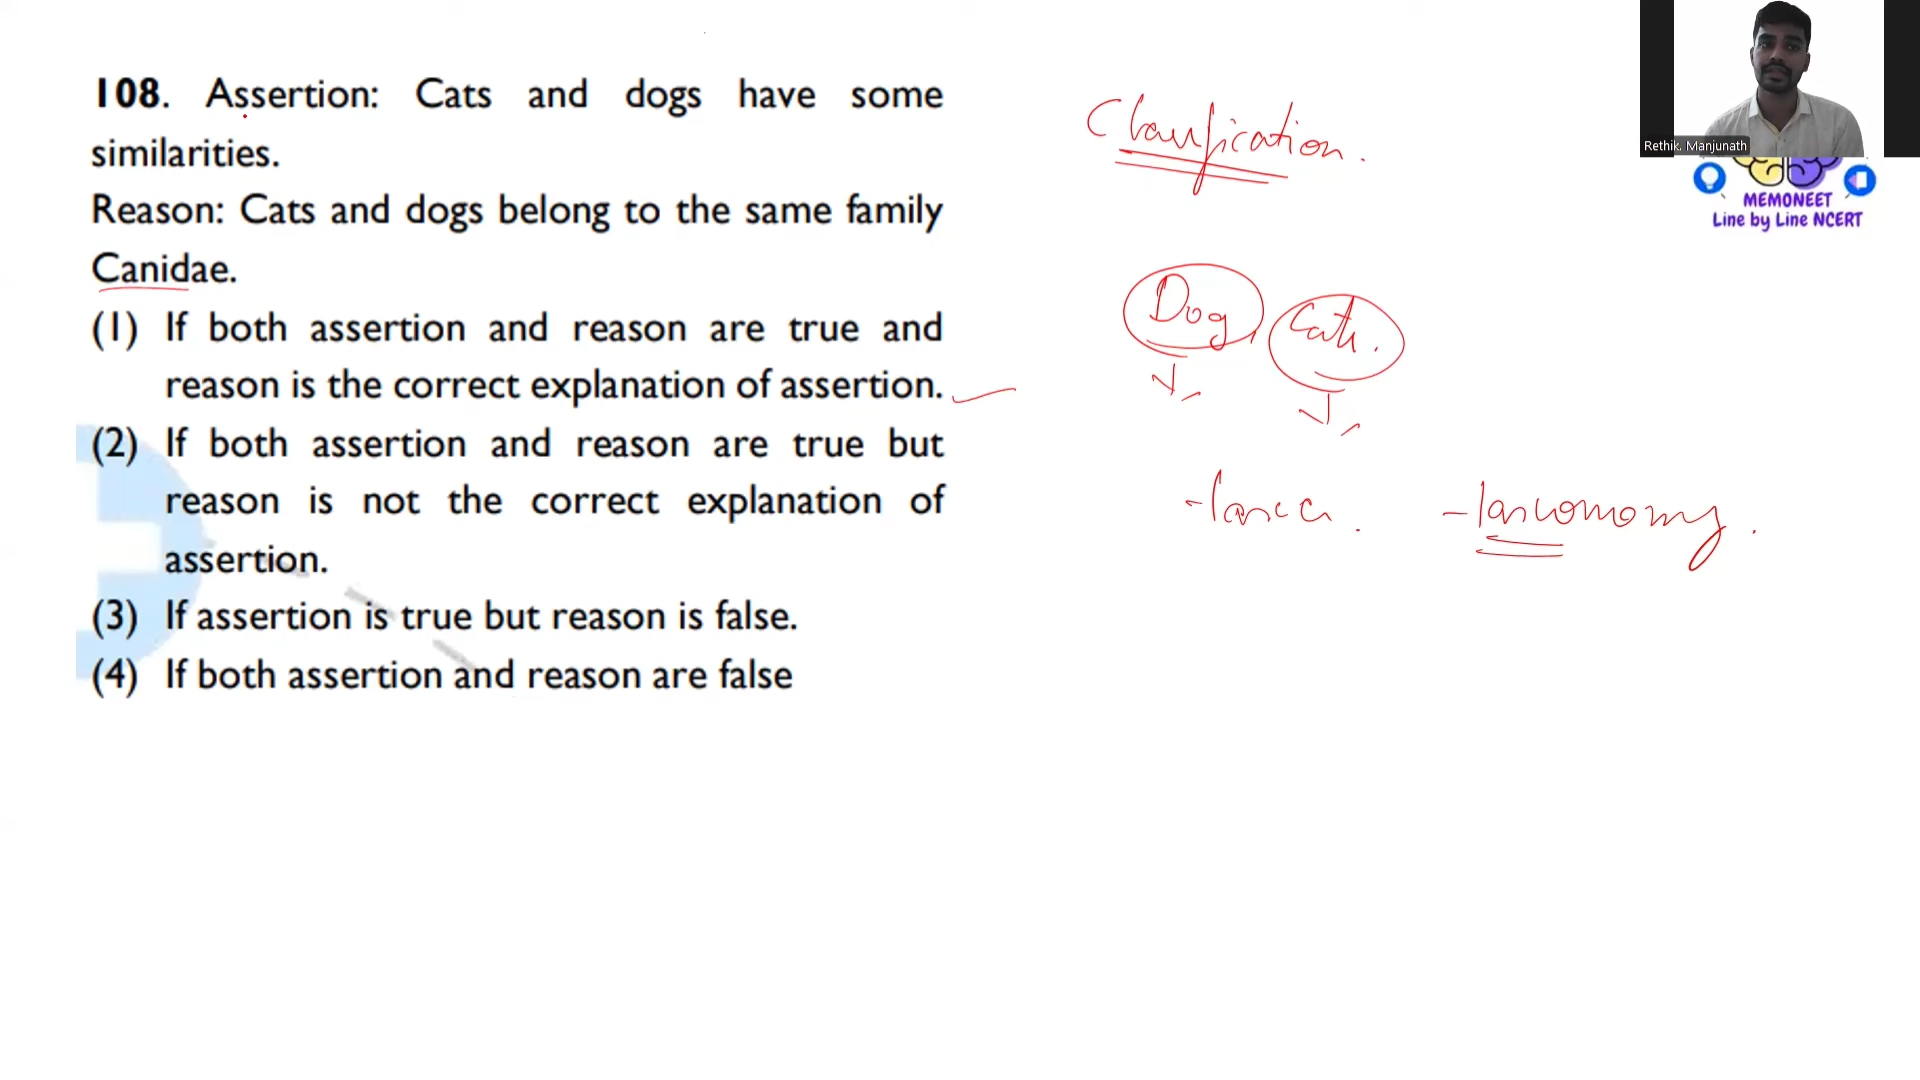 108. Assertion: Cats and dogs have some
similarities.
Reason: Cats and dogs belong to the same family
Canidae.
(1) If both assertion and reason are true and
reason is the correct explanation of assertion.
(2) If both assertion and reason are true but
reason is not the correct explanation of
assertion.
(3) If assertion is true but reason is false.
(4) If both assertion and reason are false
Classification.
Dog, Cats.
- Taxa.
- Taxonomy.
Rethik. Manjunath
MEMONEET
Line by Line NCERT